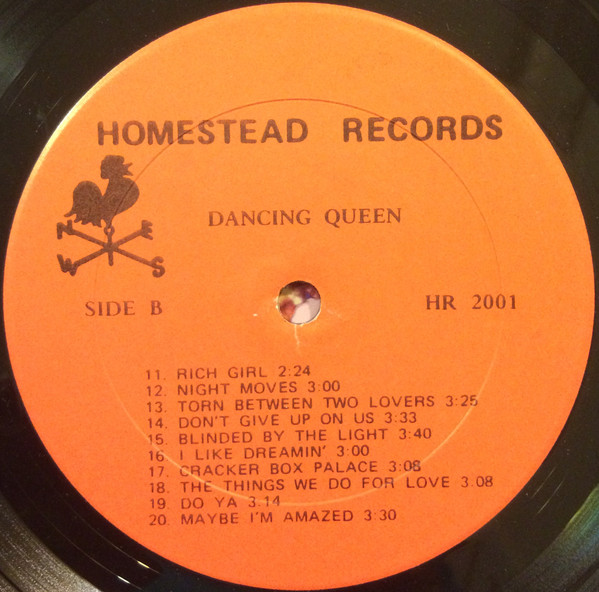 HOMESTEAD RECORDS
DANCING QUEEN
N E
W S
SIDE B
HR 2001
11. RICH GIRL 2:24
12. NIGHT MOVES 3:00
13. TORN BETWEEN TWO LOVERS 3:25
14. DON'T GIVE UP ON US 3:33
15. BLINDED BY THE LIGHT 3:40
16. I LIKE DREAMIN' 3:00
17. CRACKER BOX PALACE 3:08
18. THE THINGS WE DO FOR LOVE 3:08
19. DO YA 3.14
20. MAYBE I'M AMAZED 3:30